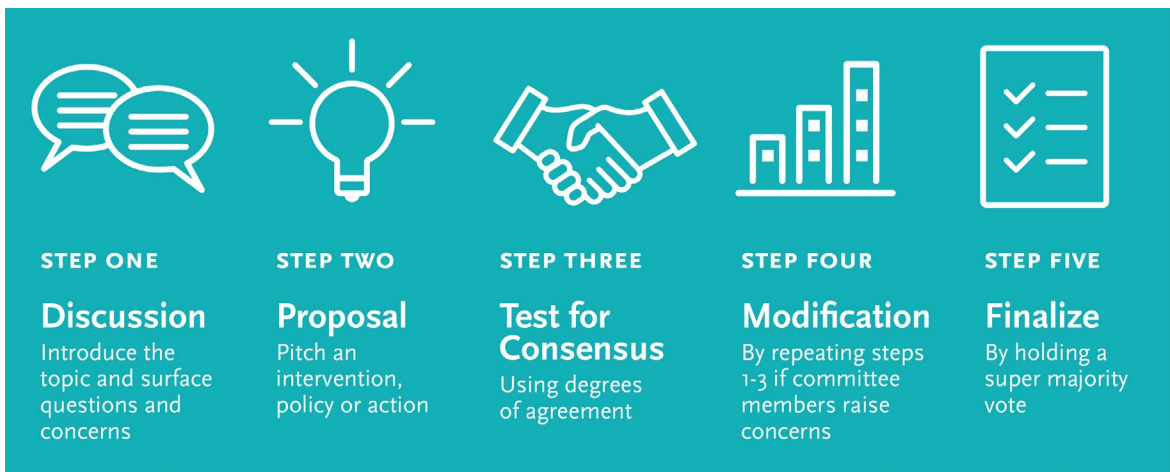 STEP ONE
Discussion
Introduce the
topic and surface
questions and
concerns
STEP TWO
Proposal
Pitch an
intervention,
policy or action
STEP THREE
Test for
Consensus
Using degrees
of agreement
STEP FOUR
Modification
By repeating steps
1-3 if committee
members raise
concerns
STEP FIVE
Finalize
By holding a
super majority
vote